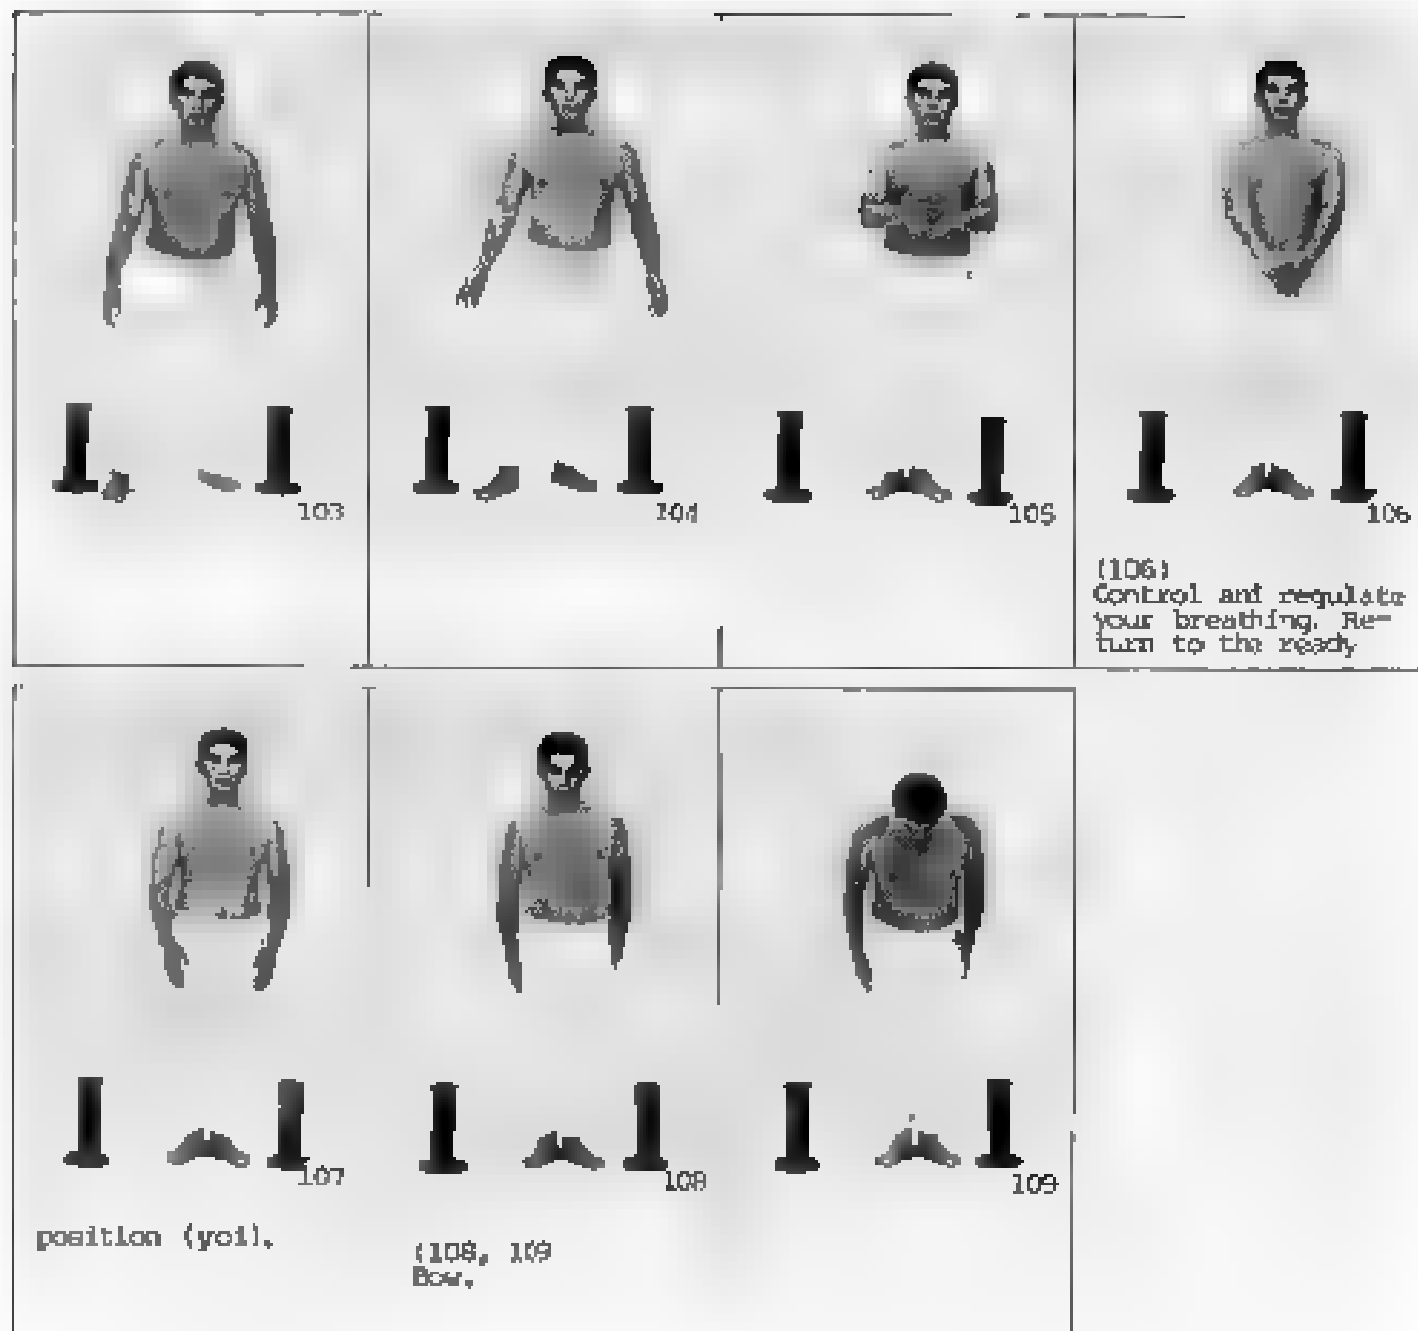 103
104
105
106
(106)
Control and regulate
your breathing. Re-
turn to the ready
107
108
109
position (yoi).
(108, 109
Bow.